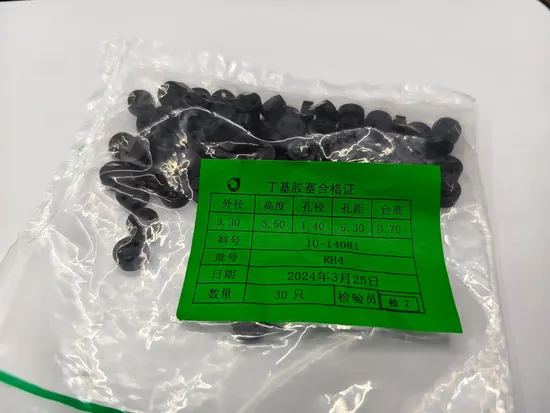 丁基胶塞合格证
外径 高度 孔径 孔距 台高
9.30 3.50 1.40 5.30 0.70
料号 10-140RI
批号 RH4
日期 2024年3月25日
数量 30 只 检验员 检 2